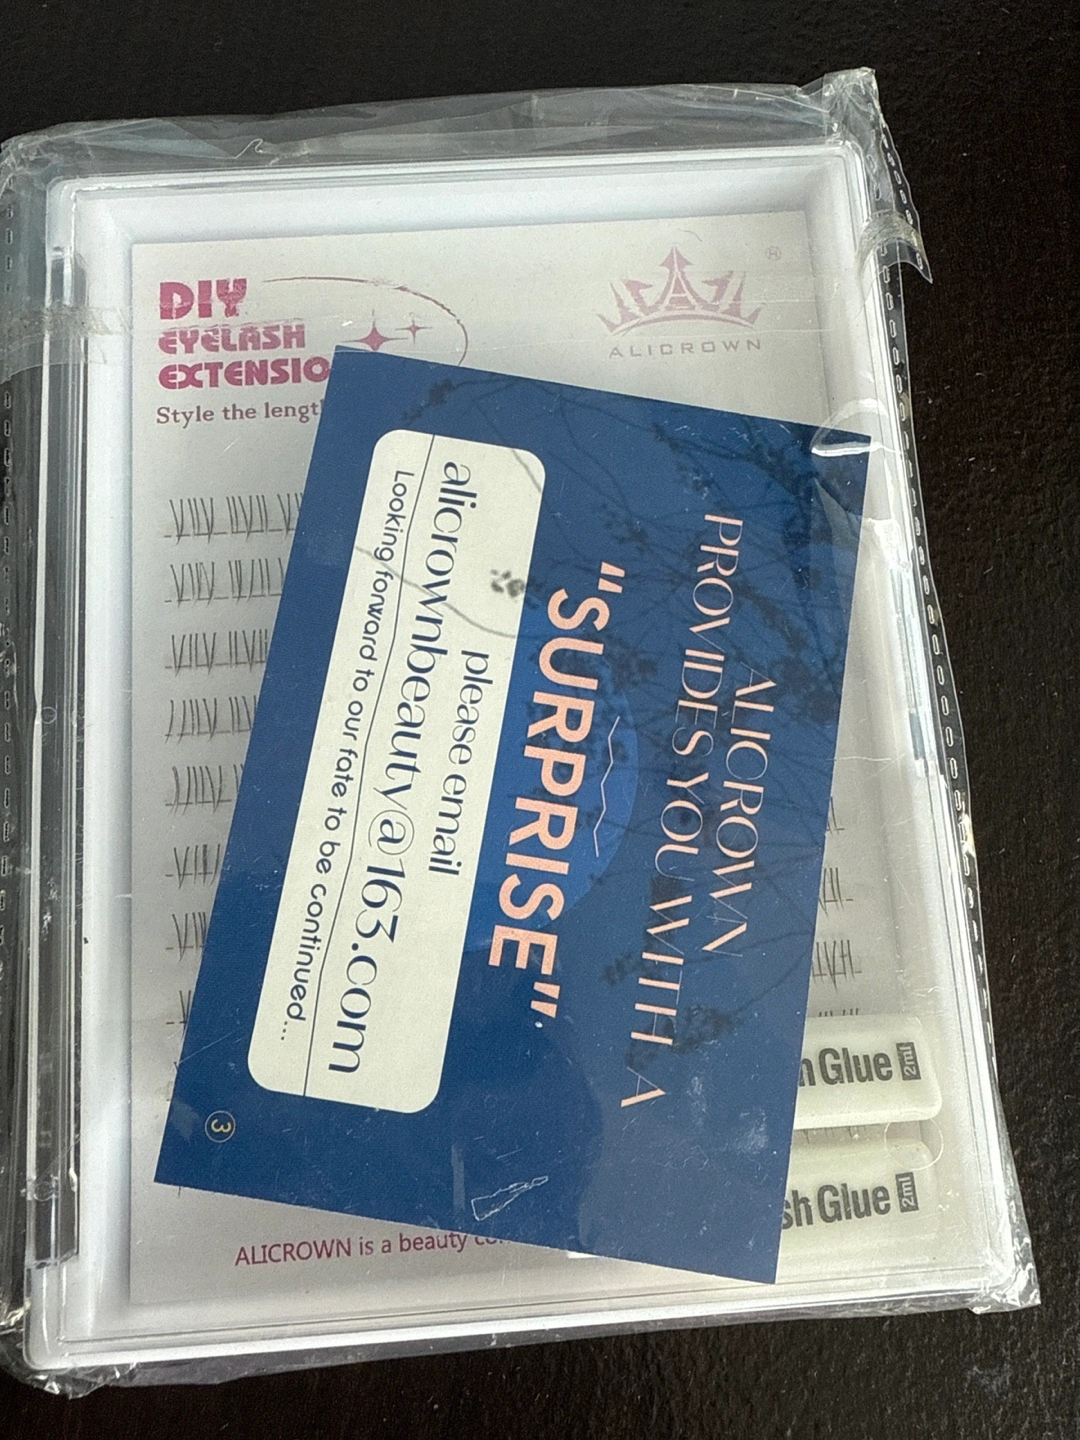 DIY
EYELASH
EXTENSIO
Style the lengt
ALICROWN
ALICROWN
PROVIDES YOU WITH A
"SURPRISE"
please email
alicrownbeauty@163.com
Looking forward to our fate to be continued...
3
Glue 2ml
sh Glue 2ml
ALICROWN is a beauty